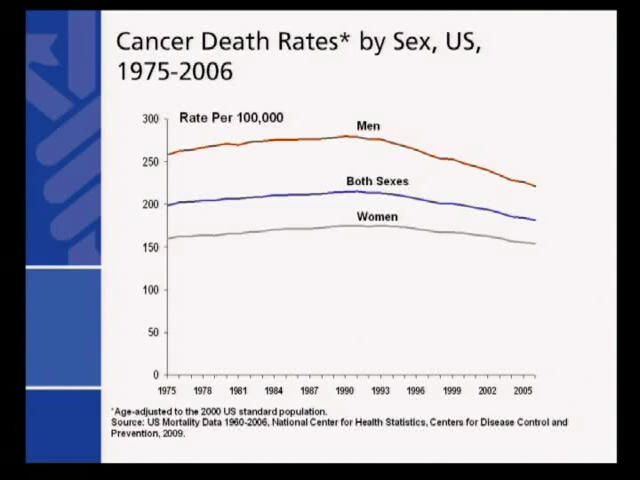 Cancer Death Rates* by Sex, US,
1975-2006
Rate Per 100,000
300
250
200
150
100
50
0
Men
Both Sexes
Women
1975 1978 1981 1984 1987 1990 1993 1996 1999 2002 2005
*Age-adjusted to the 2000 US standard population.
Source: US Mortality Data 1960-2006, National Center for Health Statistics, Centers for Disease Control and
Prevention, 2009.